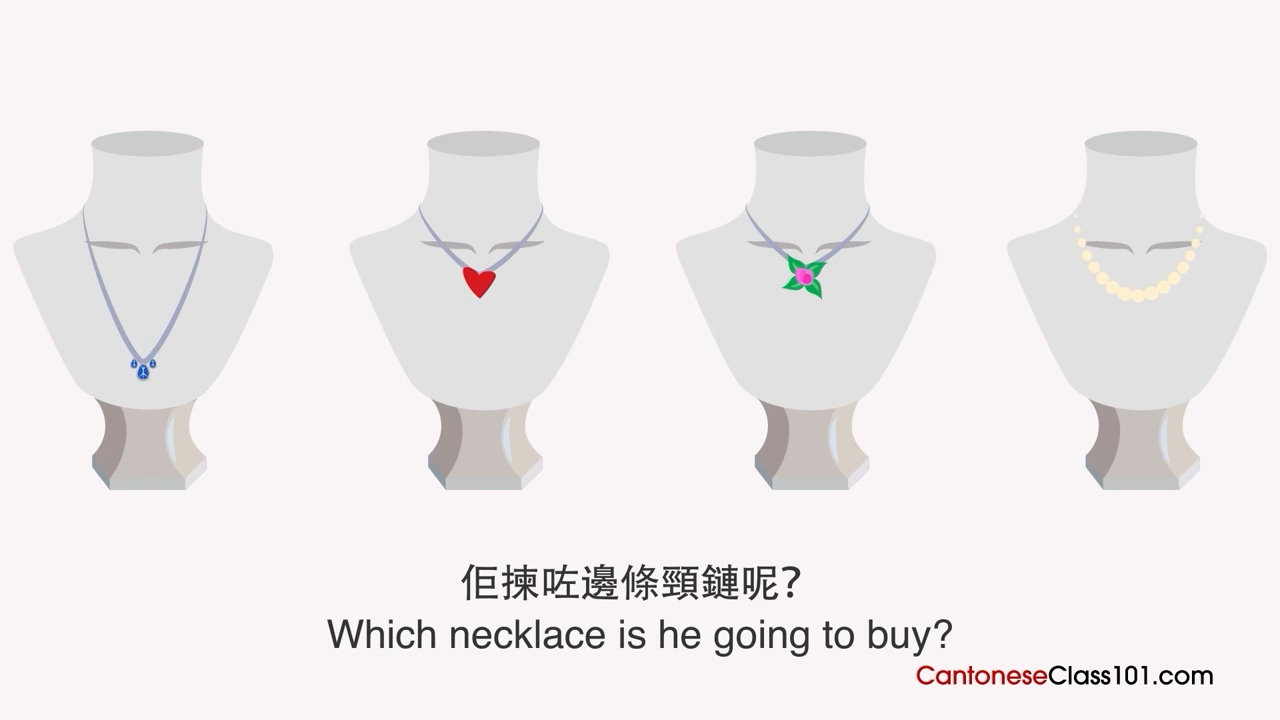 佢揀咗邊條頸鏈呢?
Which necklace is he going to buy?
CantoneseClass101.com